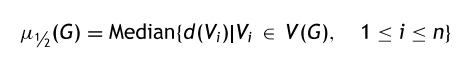 μ½(G) = Median{d(Vᵢ)|Vᵢ ∈ V(G), 1 ≤ i ≤ n}